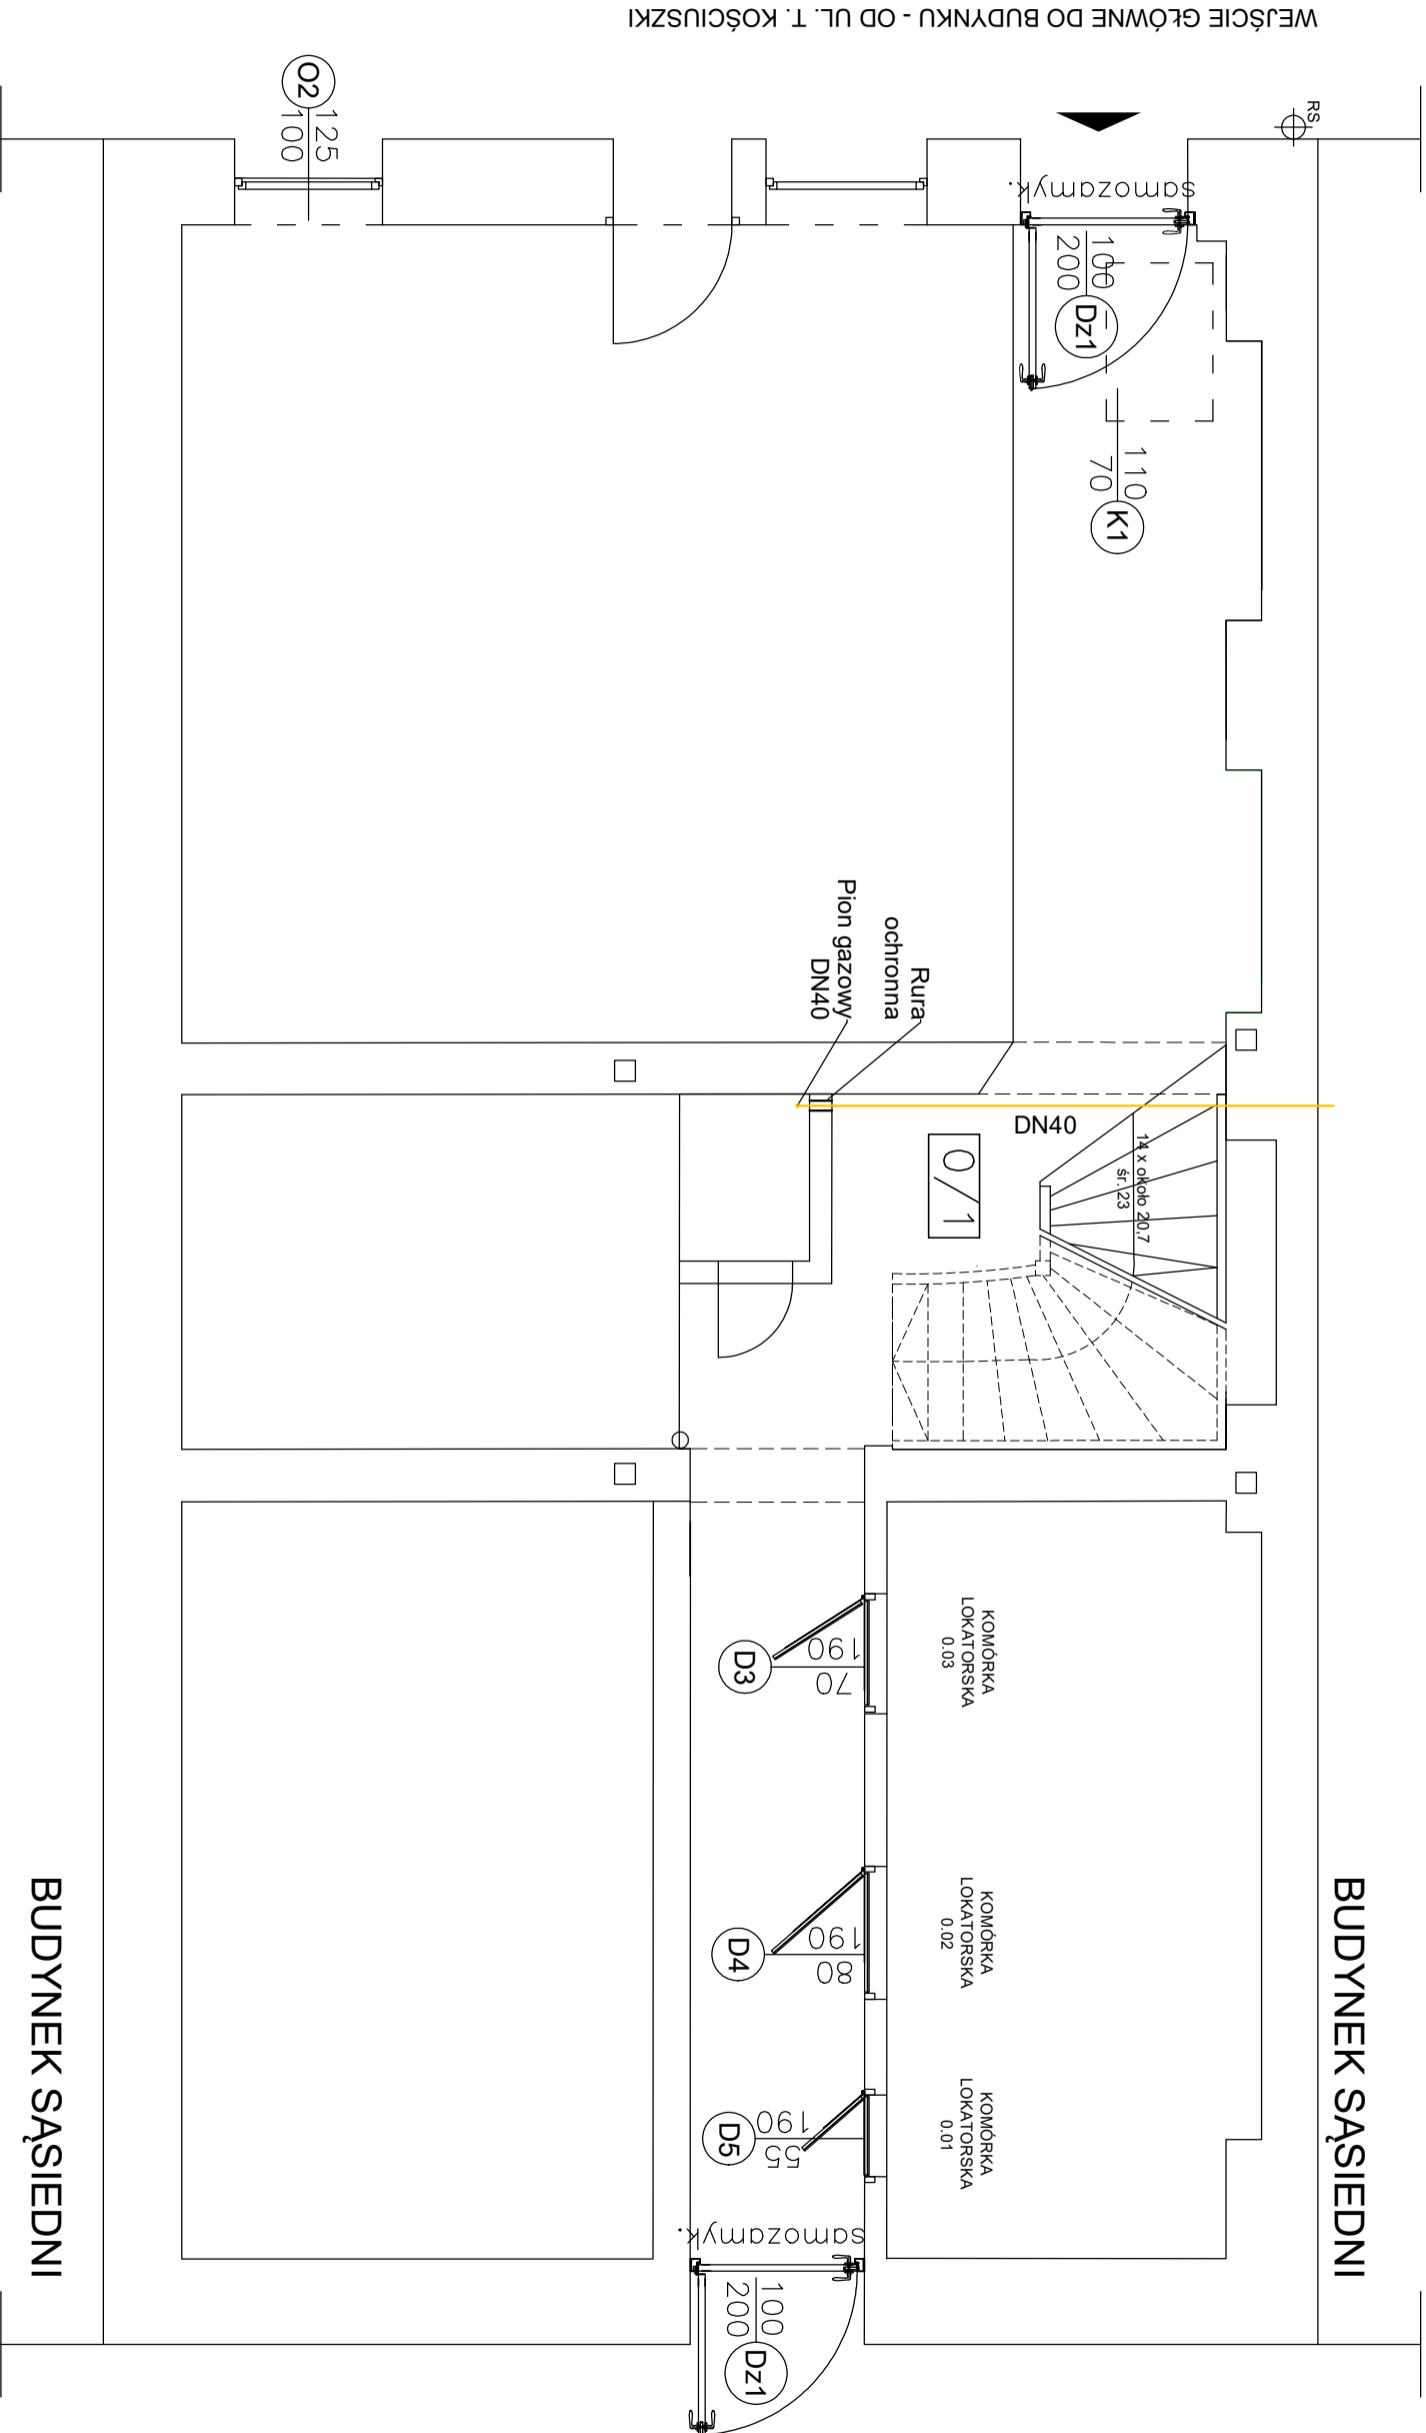 WEJŚCIE GŁÓWNE DO BUDYNKU - OD UL. T. KOŚCIUSZKI
RS
O2
125
100
samozamyk.
100
200
Dz1
110
70
K1
Pion gazowy
DN40
Rura
ochronna
DN40
0/1
14 x około 20,7
śr. 23
KOMÓRKA
LOKATORSKA
0.03
D3
190
70
KOMÓRKA
LOKATORSKA
0.02
D4
190
80
KOMÓRKA
LOKATORSKA
0.01
D5
190
55
samozamyk.
100
200
Dz1
BUDYNEK SĄSIEDNI
BUDYNEK SĄSIEDNI